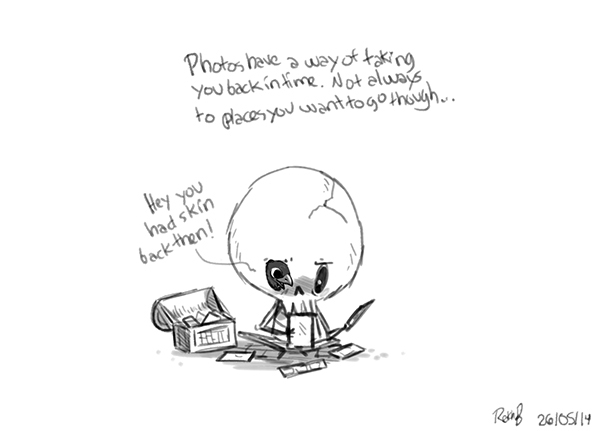 Photos have a way of taking
you back in time. Not always
to places you want to go though...
Hey you
had skin
back then!
26/05/14